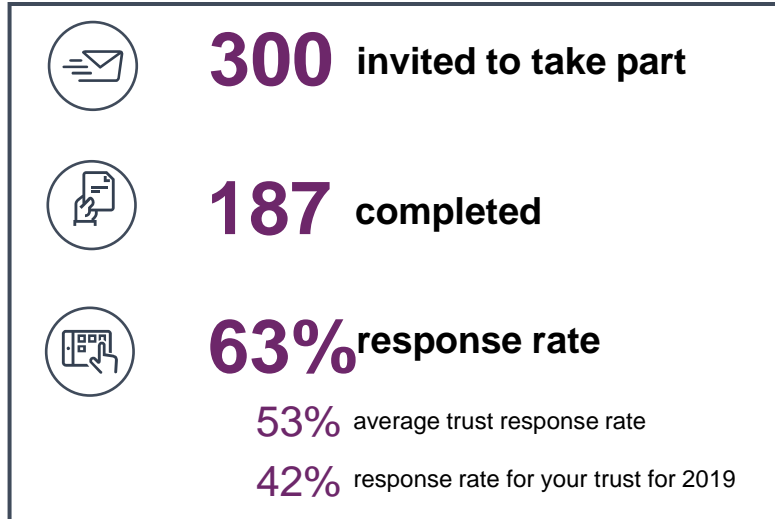 300 invited to take part
187 completed
63% response rate
53% average trust response rate
42% response rate for your trust for 2019